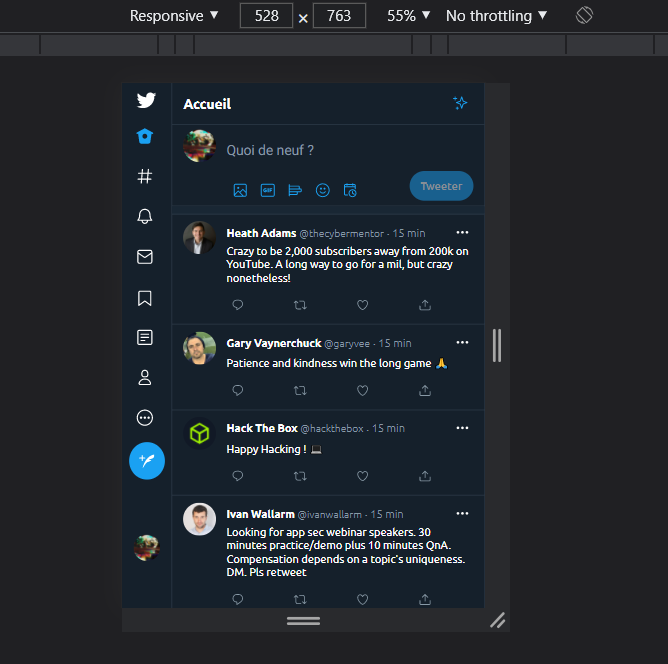 Responsive ▼ 528 × 763 55% ▼ No throttling ▼
Accueil
Quoi de neuf ?
GIF
Tweeter
Heath Adams @thecybermentor · 15 min
Crazy to be 2,000 subscribers away from 200k on
YouTube. A long way to go for a mil, but crazy
nonetheless!
Gary Vaynerchuck @garyvee · 15 min
Patience and kindness win the long game 🙏
Hack The Box @hackthebox · 15 min
Happy Hacking ! 💻
Ivan Wallarm @ivanwallarm · 15 min
Looking for app sec webinar speakers. 30
minutes practice/demo plus 10 minutes QnA.
Compensation depends on a topic's uniqueness.
DM. Pls retweet